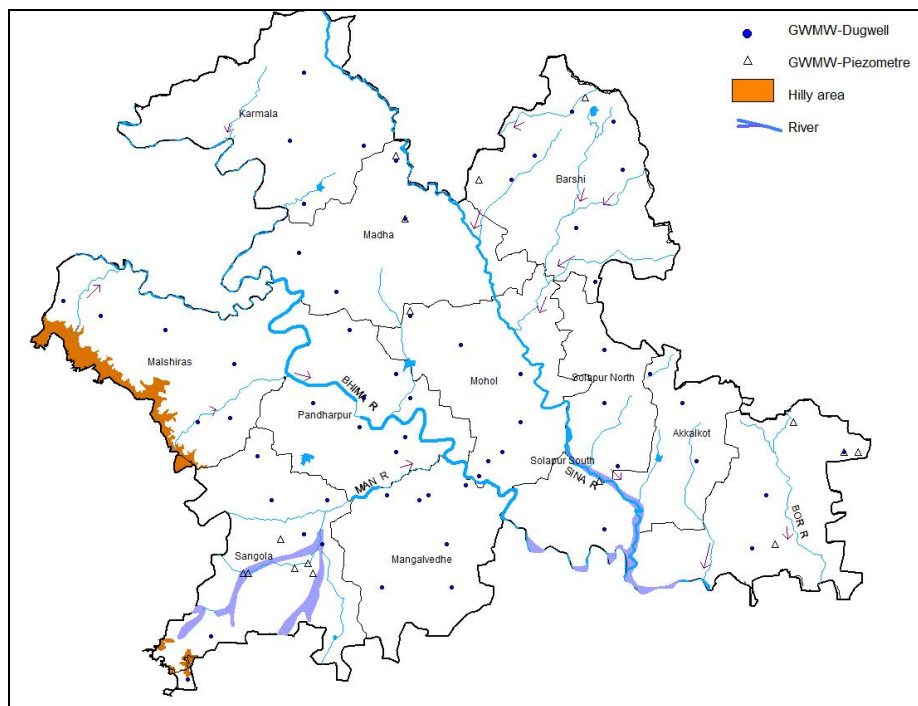 GWMW-Dugwell
GWMW-Piezometre
Hilly area
River
Karmala
Barshi
Madha
Malshiras
Mohol
Solapur North
BHIMA R
Pandharpur
Akkalkot
Solapur South
SINA R
MAN R
BOR R
Sangola
Mangalvedhe